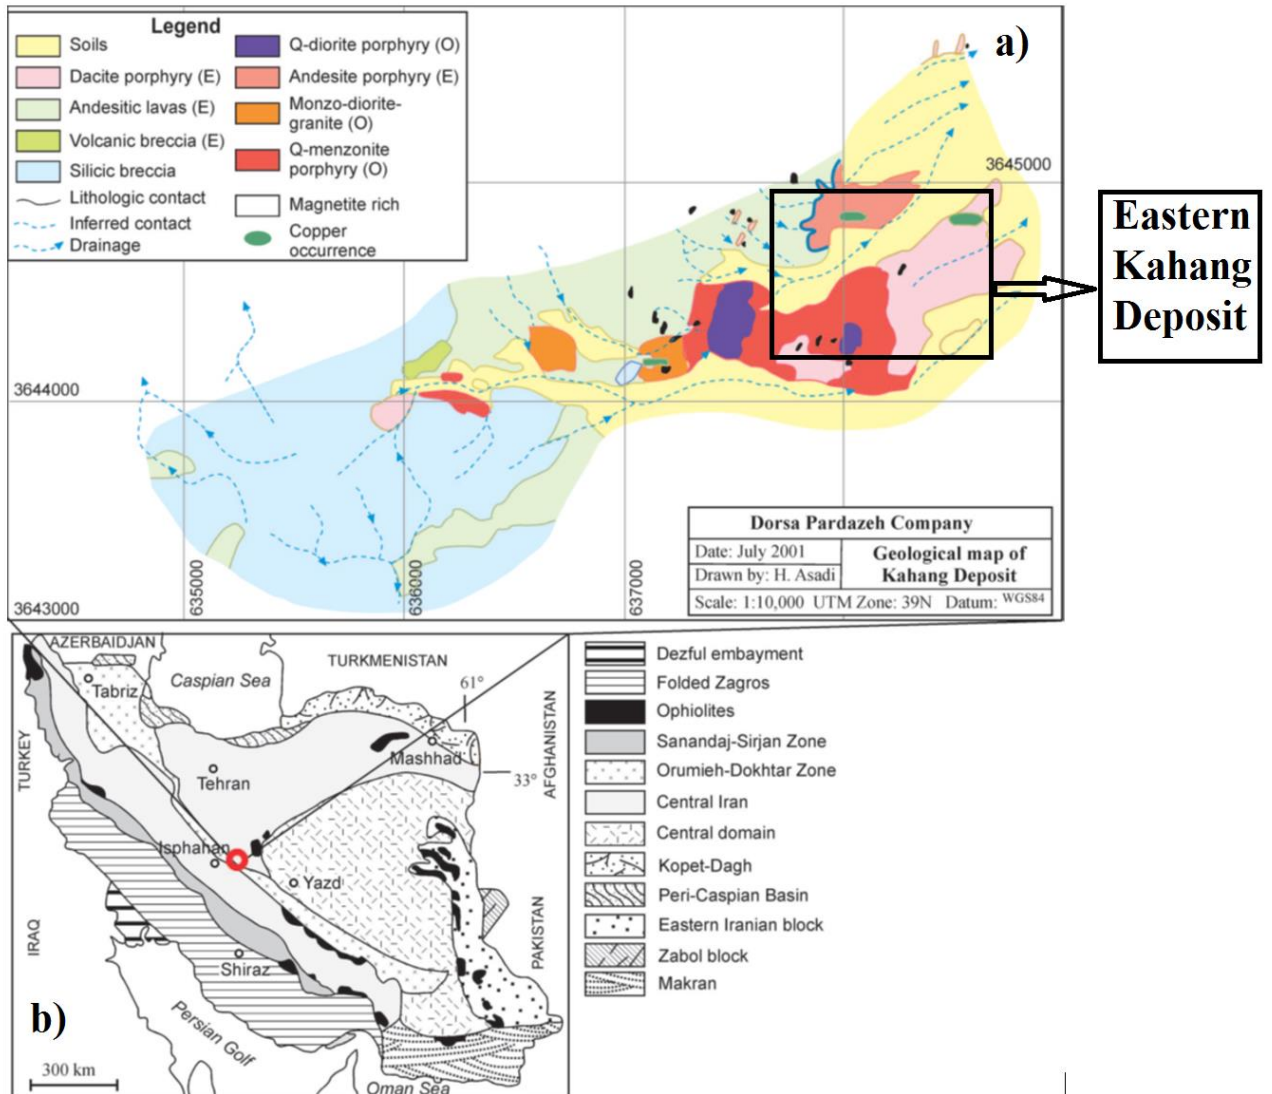 a)
Legend
Soils
Dacite porphyry (E)
Andesitic lavas (E)
Volcanic breccia (E)
Silicic breccia
Lithologic contact
Inferred contact
Drainage
Q-diorite porphyry (O)
Andesite porphyry (E)
Monzo-diorite-
granite (O)
Q-menzonite
porphyry (O)
Magnetite rich
Copper
occurrence
3645000
3644000
3643000
635000
636000
637000
Eastern
Kahang
Deposit
Dorsa Pardazeh Company
Date: July 2001
Drawn by: H. Asadi
Geological map of
Kahang Deposit
Scale: 1:10,000 UTM Zone: 39N Datum: WGS84
b)
AZERBAIDJAN
TURKMENISTAN
Caspian Sea
Tabriz
61°
TURKEY
AFGHANISTAN
Mashhad
33°
Tehran
Isphahan
Yazd
IRAQ
PAKISTAN
Shiraz
Persian Golf
300 km
Oman Sea
Dezful embayment
Folded Zagros
Ophiolites
Sanandaj-Sirjan Zone
Orumieh-Dokhtar Zone
Central Iran
Central domain
Kopet-Dagh
Peri-Caspian Basin
Eastern Iranian block
Zabol block
Makran